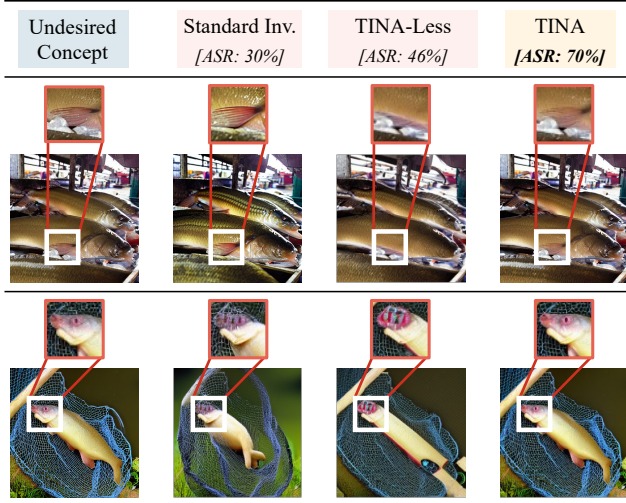 Undesired
Concept
Standard Inv.
[ASR: 30%]
TINA-Less
[ASR: 46%]
TINA
[ASR: 70%]